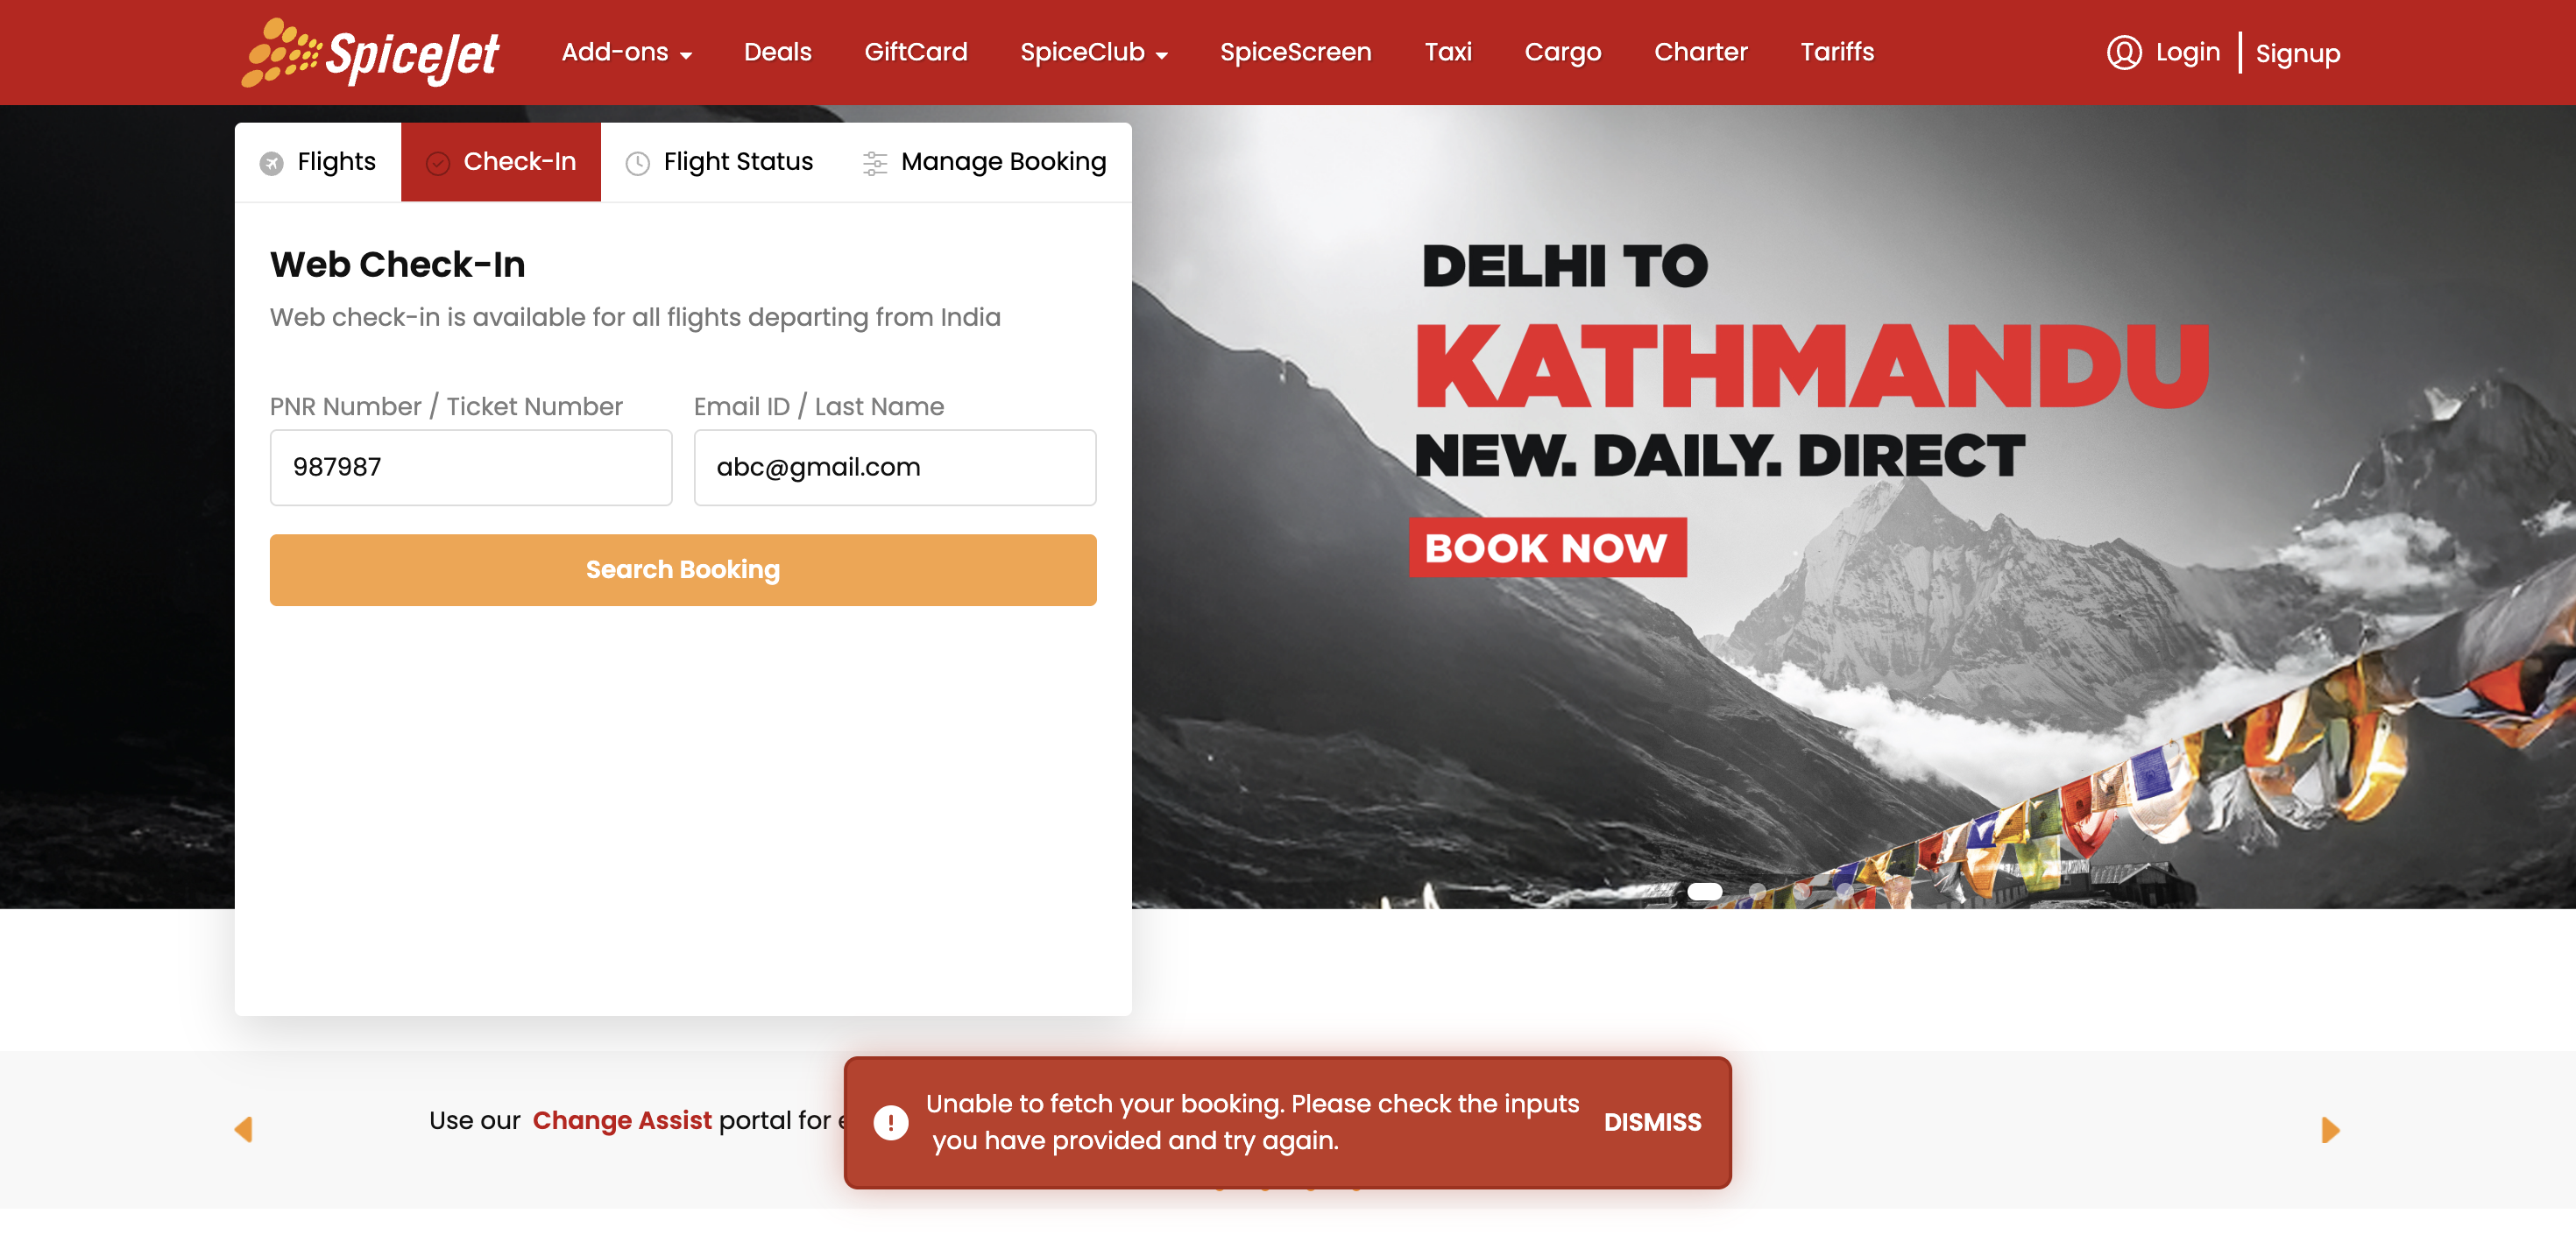 SpiceJet
Add-ons
Deals
GiftCard
SpiceClub
SpiceScreen
Taxi
Cargo
Charter
Tariffs
Login
Signup
Flights
Check-In
Flight Status
Manage Booking
Web Check-In
Web check-in is available for all flights departing from India
PNR Number / Ticket Number
Email ID / Last Name
987987
abc@gmail.com
Search Booking
DELHI TO
KATHMANDU
NEW. DAILY. DIRECT
BOOK NOW
Use our Change Assist portal for
Unable to fetch your booking. Please check the inputs
you have provided and try again.
DISMISS